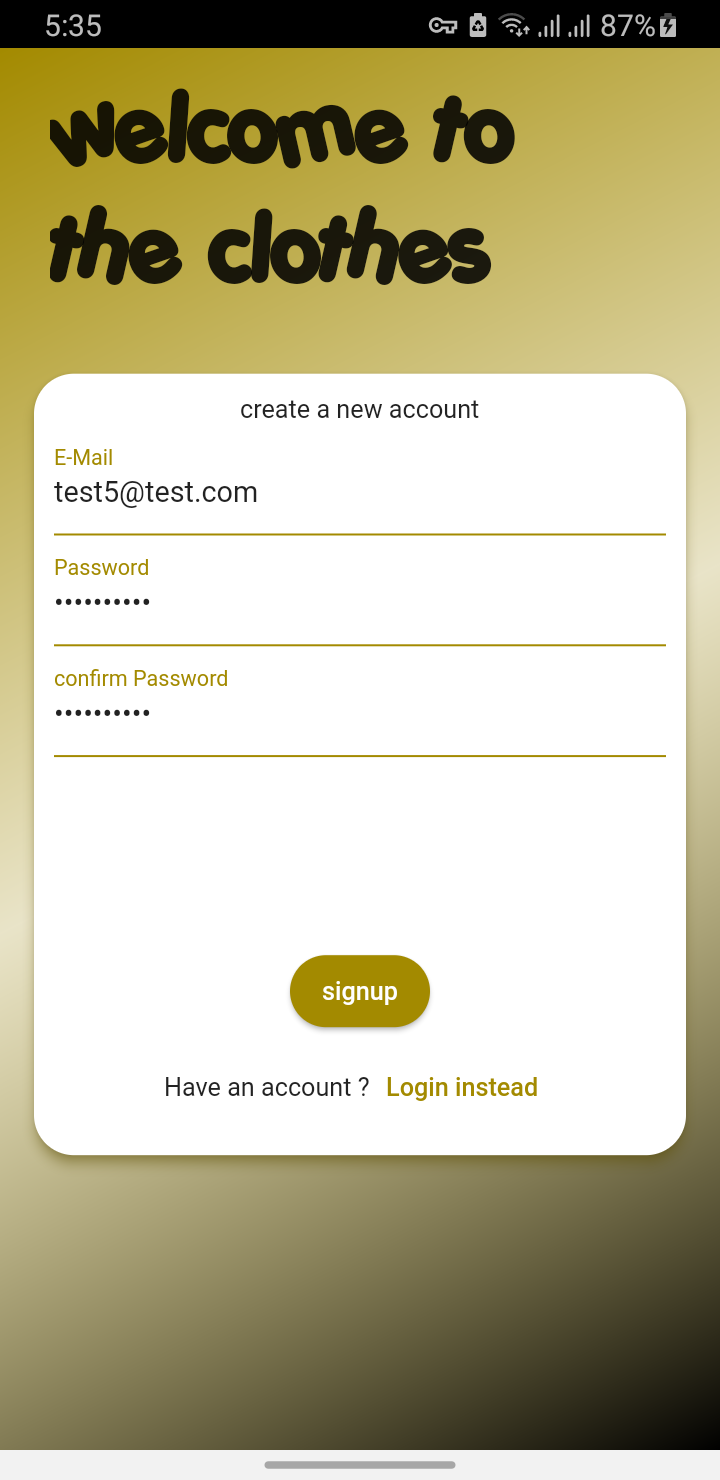 5:35
87%
welcome to
the clothes
create a new account
E-Mail
test5@test.com
Password
••••••••••
confirm Password
••••••••••
signup
Have an account ? Login instead